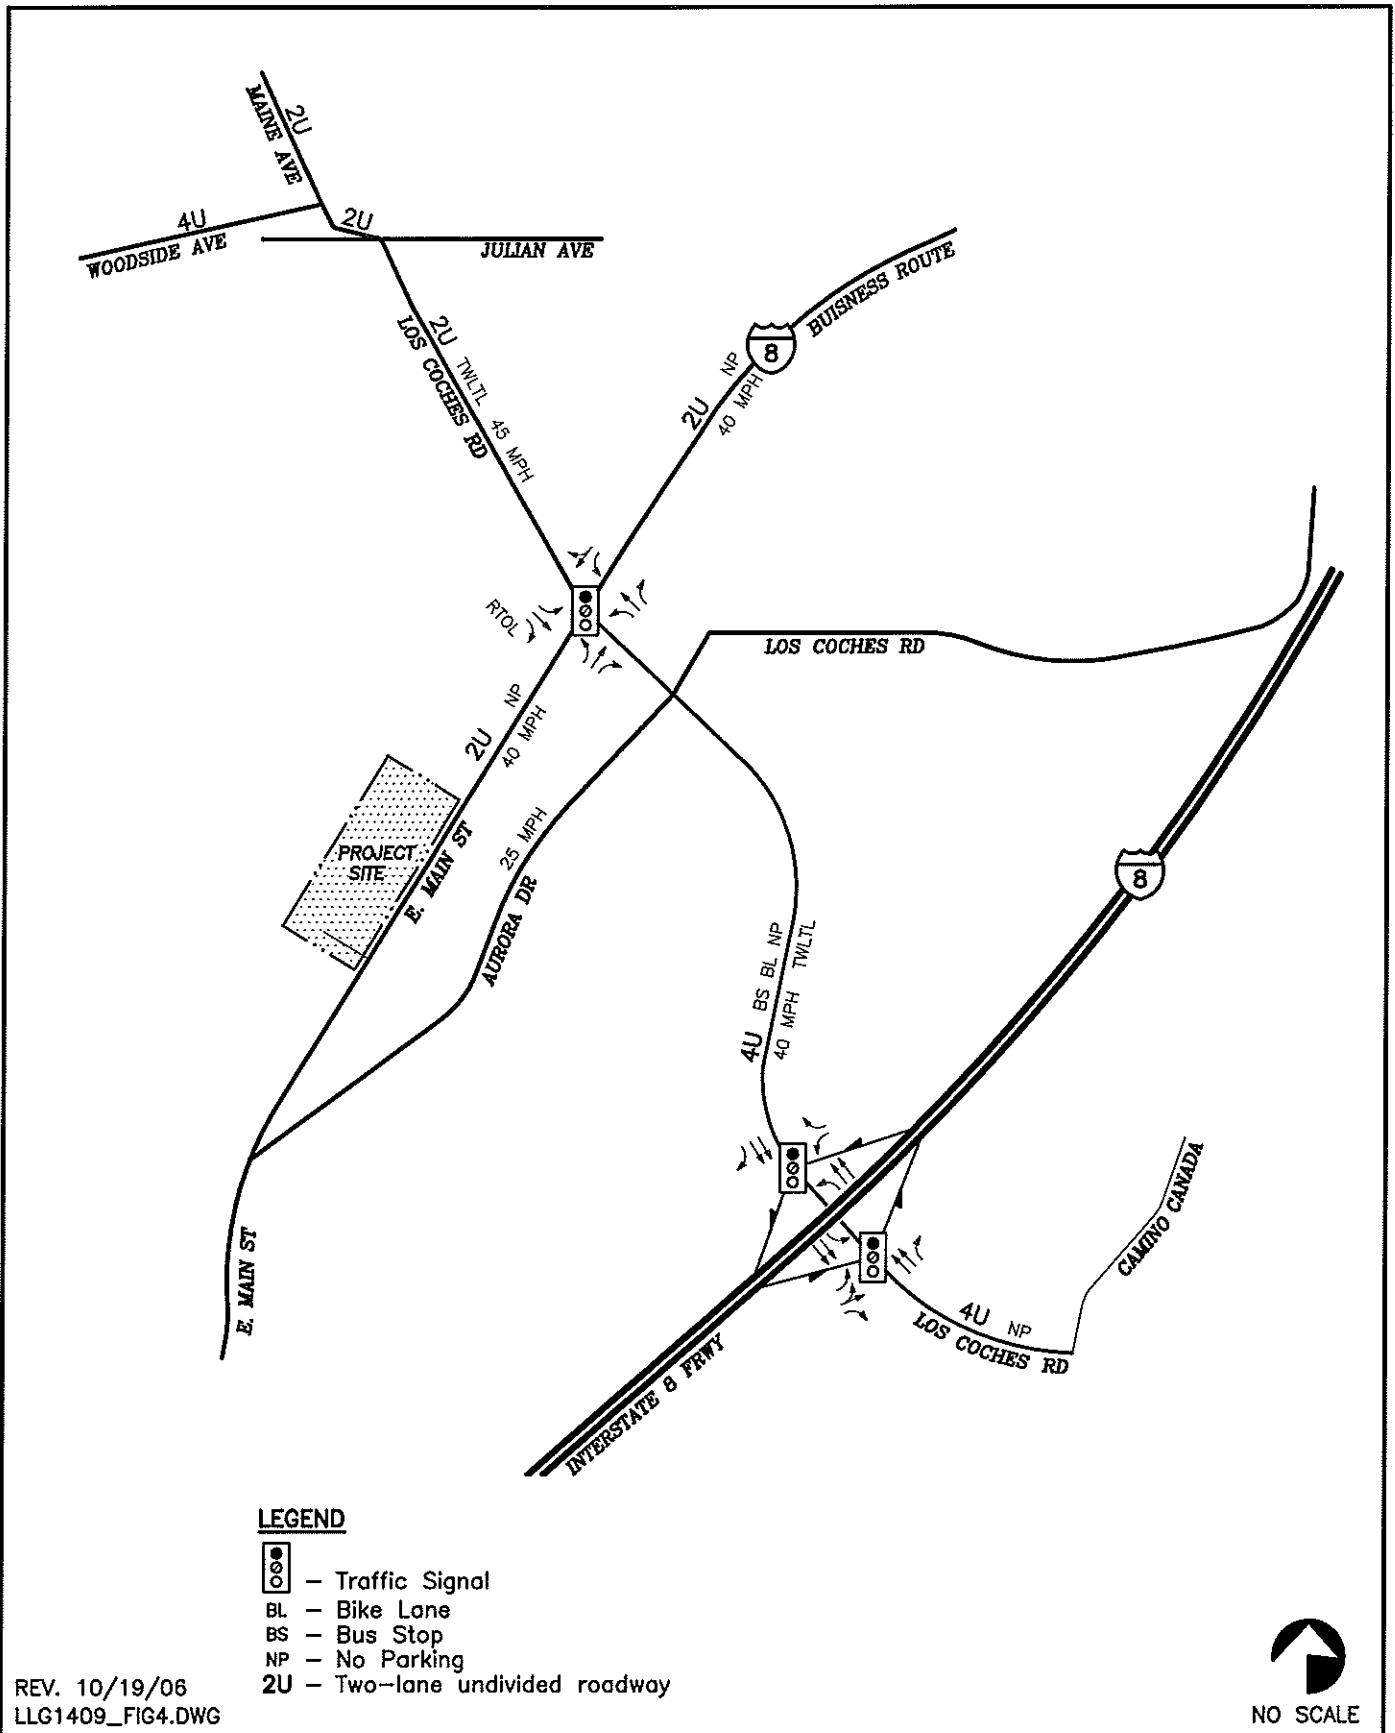 MAINE AVE
2U
4U
WOODSIDE AVE
2U
JULIAN AVE
BUISNESS ROUTE
8
LOS COCHES RD
2U TWLTL 45 MPH
2U NP
40 MPH
RTOL
LOS COCHES RD
2U NP
40 MPH
PROJECT
SITE
E. MAIN ST
25 MPH
AURORA DR
8
4U BS BL NP
40 MPH TWLTL
CAMINO CANADA
E. MAIN ST
4U NP
LOS COCHES RD
INTERSTATE 8 FRWY
LEGEND
– Traffic Signal
BL – Bike Lane
BS – Bus Stop
NP – No Parking
2U – Two-lane undivided roadway
REV. 10/19/06
LLG1409_FIG4.DWG
NO SCALE